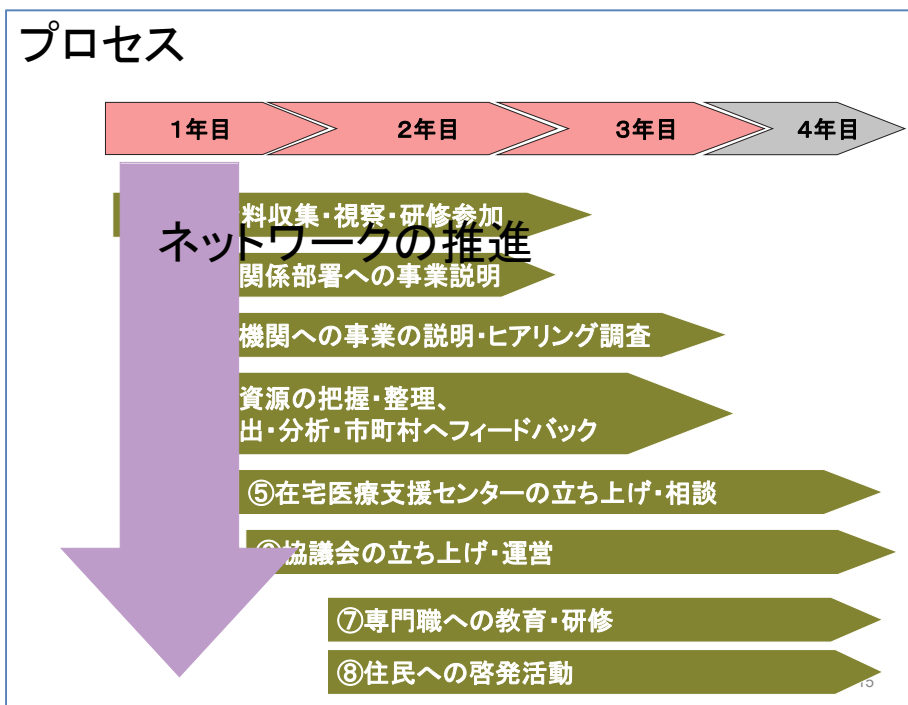 プロセス
1年目
2年目
3年目
4年目
料収集・視察・研修参加
ネットワークの推進
関係部署への事業説明
機関への事業の説明・ヒアリング調査
資源の把握・整理、
出・分析・市町村へフィードバック
⑤在宅医療支援センターの立ち上げ・相談
協議会の立ち上げ・運営
⑦専門職への教育・研修
⑧住民への啓発活動
15